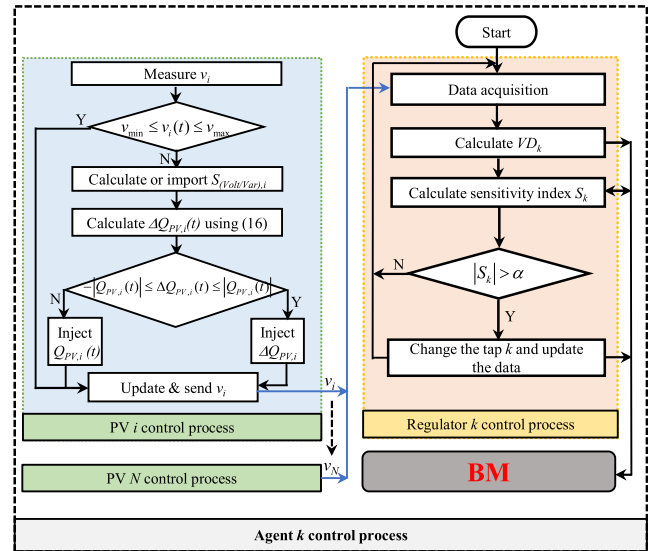 Measure v_i
Y
v_min ≤ v_i(t) ≤ v_max
N
Calculate or import S_(Volt/Var),i
Calculate ΔQ_PV,i(t) using (16)
−|Q_PV,i(t)| ≤ ΔQ_PV,i(t) ≤ |Q_PV,i(t)|
N
Y
Inject
Q_PV,i (t)
Inject
ΔQ_PV,i
Update & send v_i
v_i
PV i control process
v_N
PV N control process
Start
Data acquisition
Calculate VD_k
Calculate sensitivity index S_k
N
|S_k| > α
Y
Change the tap k and update
the data
Regulator k control process
BM
Agent k control process